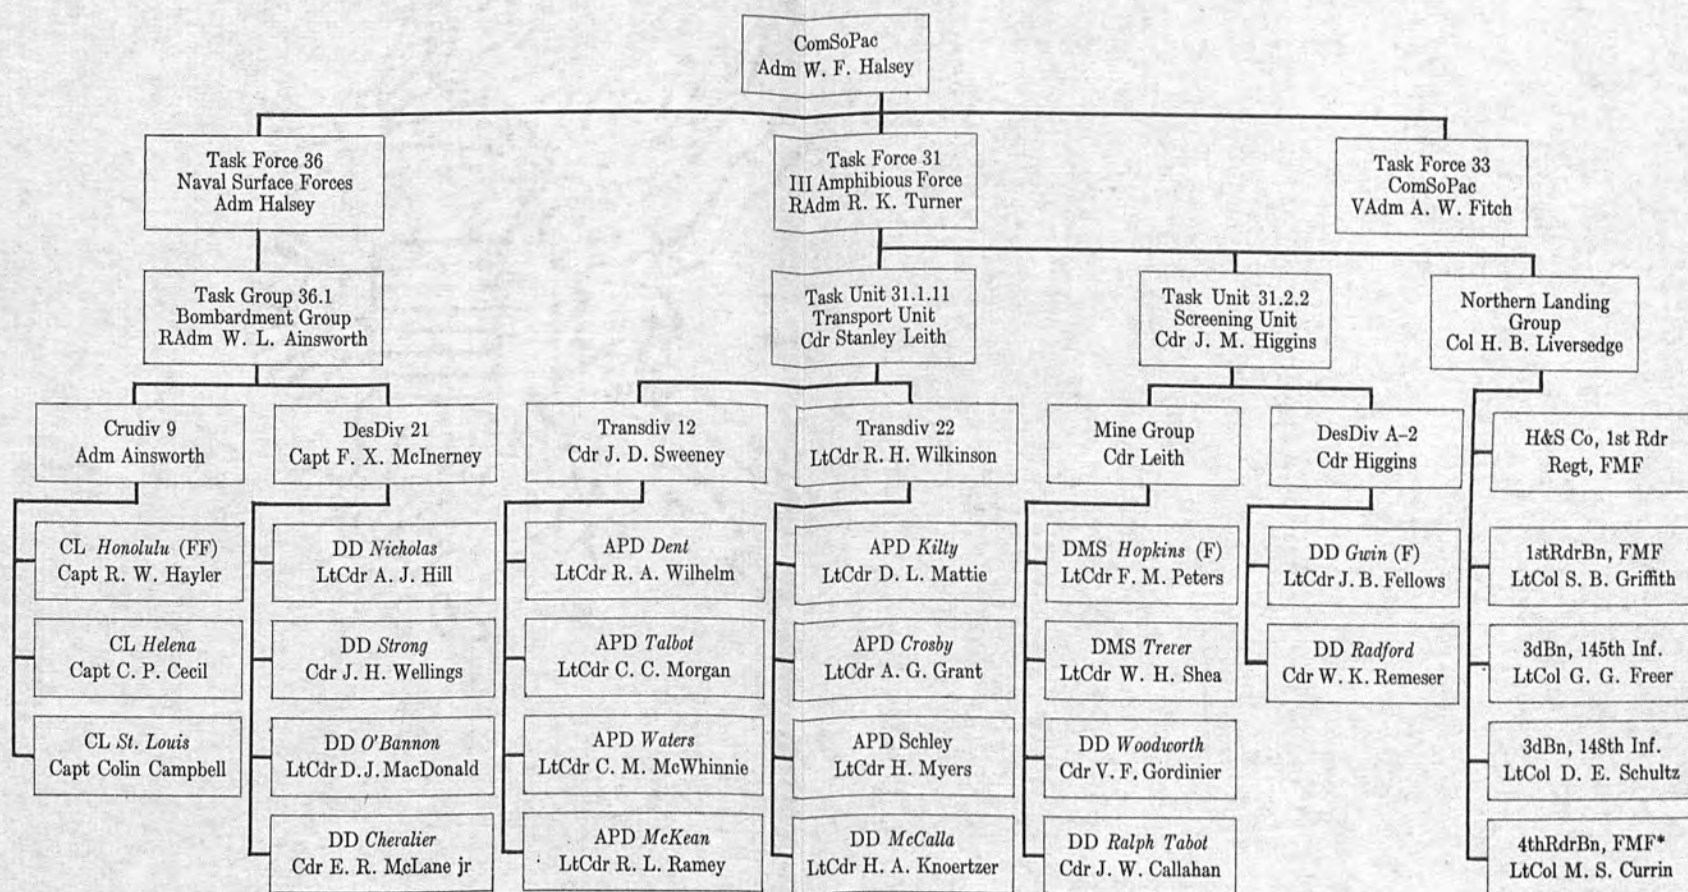 ComSoPac
Adm W. F. Halsey
Task Force 36
Naval Surface Forces
Adm Halsey
Task Force 31
III Amphibious Force
RAdm R. K. Turner
Task Force 33
ComSoPac
VAdm A. W. Fitch
Task Group 36.1
Bombardment Group
RAdm W. L. Ainsworth
Task Unit 31.1.11
Transport Unit
Cdr Stanley Leith
Task Unit 31.2.2
Screening Unit
Cdr J. M. Higgins
Northern Landing
Group
Col H. B. Liversedge
Crudiv 9
Adm Ainsworth
DesDiv 21
Capt F. X. McInerney
Transdiv 12
Cdr J. D. Sweeney
Transdiv 22
LtCdr R. H. Wilkinson
Mine Group
Cdr Leith
DesDiv A-2
Cdr Higgins
H&S Co, 1st Rdr
Regt, FMF
CL Honolulu (FF)
Capt R. W. Hayler
DD Nicholas
LtCdr A. J. Hill
APD Dent
LtCdr R. A. Wilhelm
APD Kilty
LtCdr D. L. Mattie
DMS Hopkins (F)
LtCdr F. M. Peters
DD Gwin (F)
LtCdr J. B. Fellows
1stRdrBn, FMF
LtCol S. B. Griffith
CL Helena
Capt C. P. Cecil
DD Strong
Cdr J. H. Wellings
APD Talbot
LtCdr C. C. Morgan
APD Crosby
LtCdr A. G. Grant
DMS Trever
LtCdr W. H. Shea
DD Radford
Cdr W. K. Remeser
3dBn, 145th Inf.
LtCol G. G. Freer
CL St. Louis
Capt Colin Campbell
DD O'Bannon
LtCdr D. J. MacDonald
APD Waters
LtCdr C. M. McWhinnie
APD Schley
LtCdr H. Myers
DD Woodworth
Cdr V. F. Gordinier
3dBn, 148th Inf.
LtCol D. E. Schultz
DD Cheralier
Cdr E. R. McLane jr
APD McKean
LtCdr R. L. Ramey
DD McCalla
LtCdr H. A. Knoertzer
DD Ralph Tabot
Cdr J. W. Callahan
4thRdrBn, FMF*
LtCol M. S. Currin